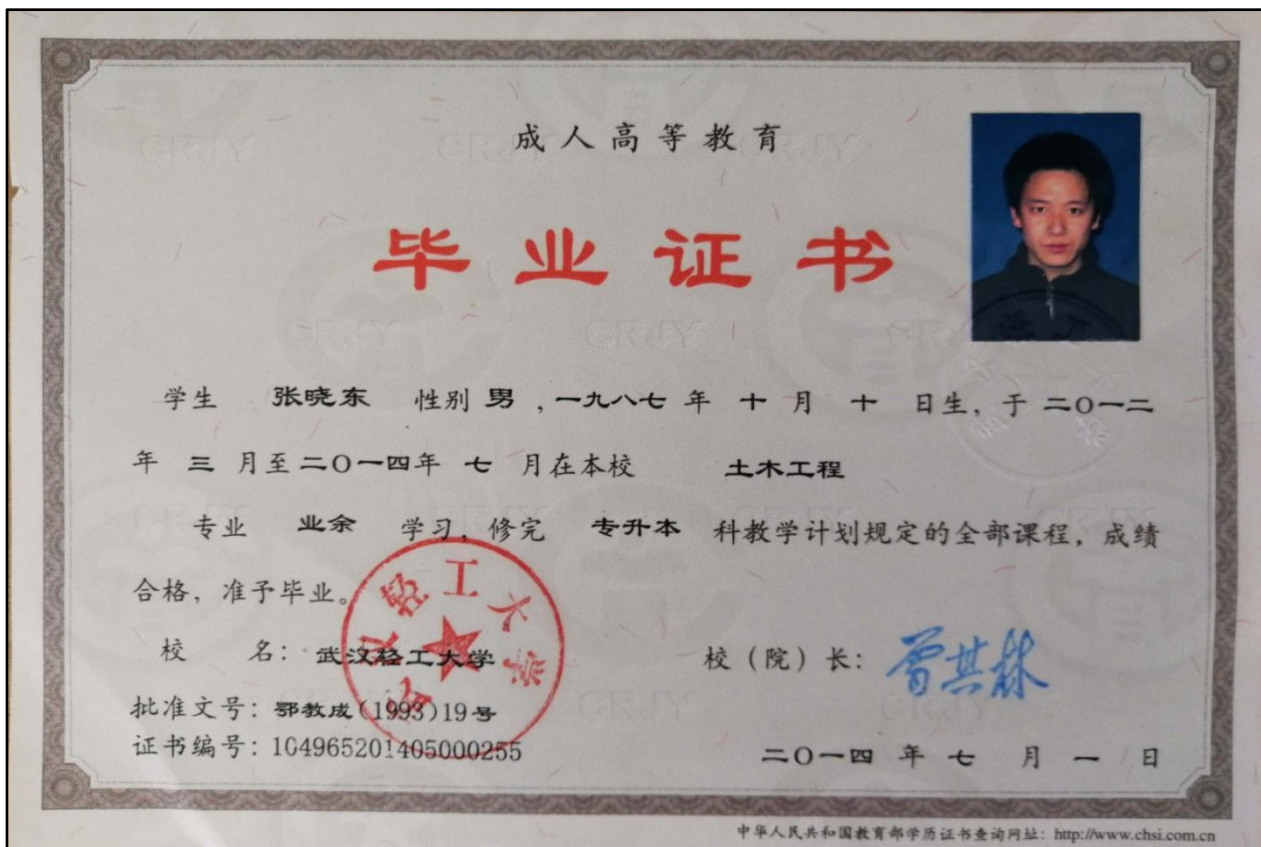 成人高等教育
毕业证书
学生 张晓东 性别 男 ,一九八七 年 十 月 十 日生, 于 二〇一二
年 三 月至二〇一四年 七 月在本校 土木工程
专业 业余 学习, 修完 专升本 科教学计划规定的全部课程, 成绩
合格, 准予毕业。
校 名: 武汉轻工大学
校 (院) 长: 
批准文号: 鄂教成(1993)19号
证书编号: 104965201405000255
二〇一四 年 七 月 一 日
武汉轻工大学
中华人民共和国教育部学历证书查询网址: http://www.chsi.com.cn
CRJY